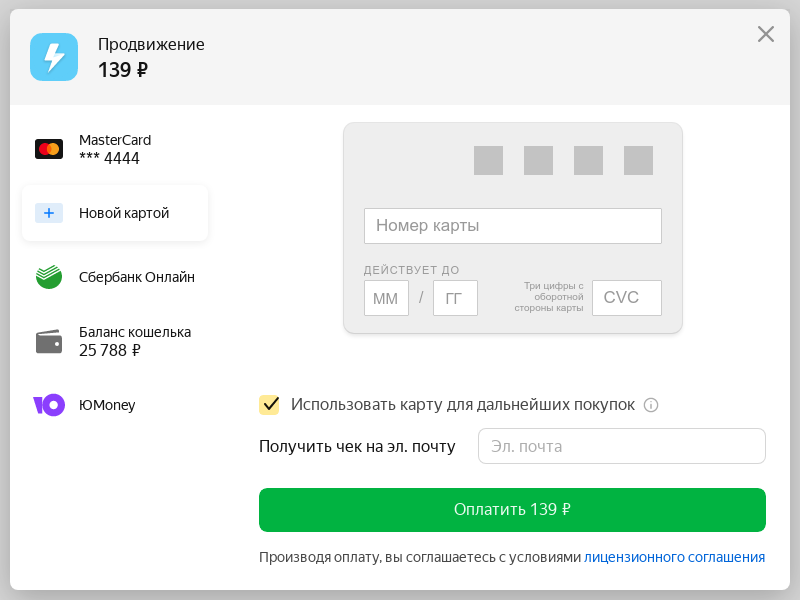 Продвижение
139 ₽
MasterCard
*** 4444
Новой картой
Сбербанк Онлайн
Баланс кошелька
25 788 ₽
ЮMoney
Номер карты
ДЕЙСТВУЕТ ДО
ММ / ГГ
Три цифры с
оборотной
стороны карты
CVC
Использовать карту для дальнейших покупок
Получить чек на эл. почту
Эл. почта
Оплатить 139 ₽
Производя оплату, вы соглашаетесь с условиями лицензионного соглашения